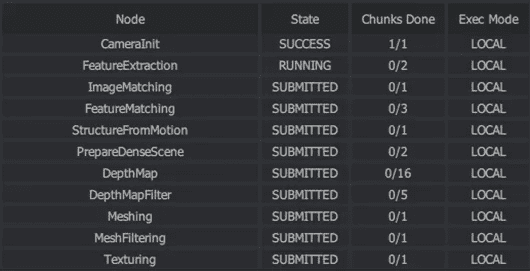 Node State Chunks Done Exec Mode
CameraInit SUCCESS 1/1 LOCAL
FeatureExtraction RUNNING 0/2 LOCAL
ImageMatching SUBMITTED 0/1 LOCAL
FeatureMatching SUBMITTED 0/3 LOCAL
StructureFromMotion SUBMITTED 0/1 LOCAL
PrepareDenseScene SUBMITTED 0/2 LOCAL
DepthMap SUBMITTED 0/16 LOCAL
DepthMapFilter SUBMITTED 0/5 LOCAL
Meshing SUBMITTED 0/1 LOCAL
MeshFiltering SUBMITTED 0/1 LOCAL
Texturing SUBMITTED 0/1 LOCAL